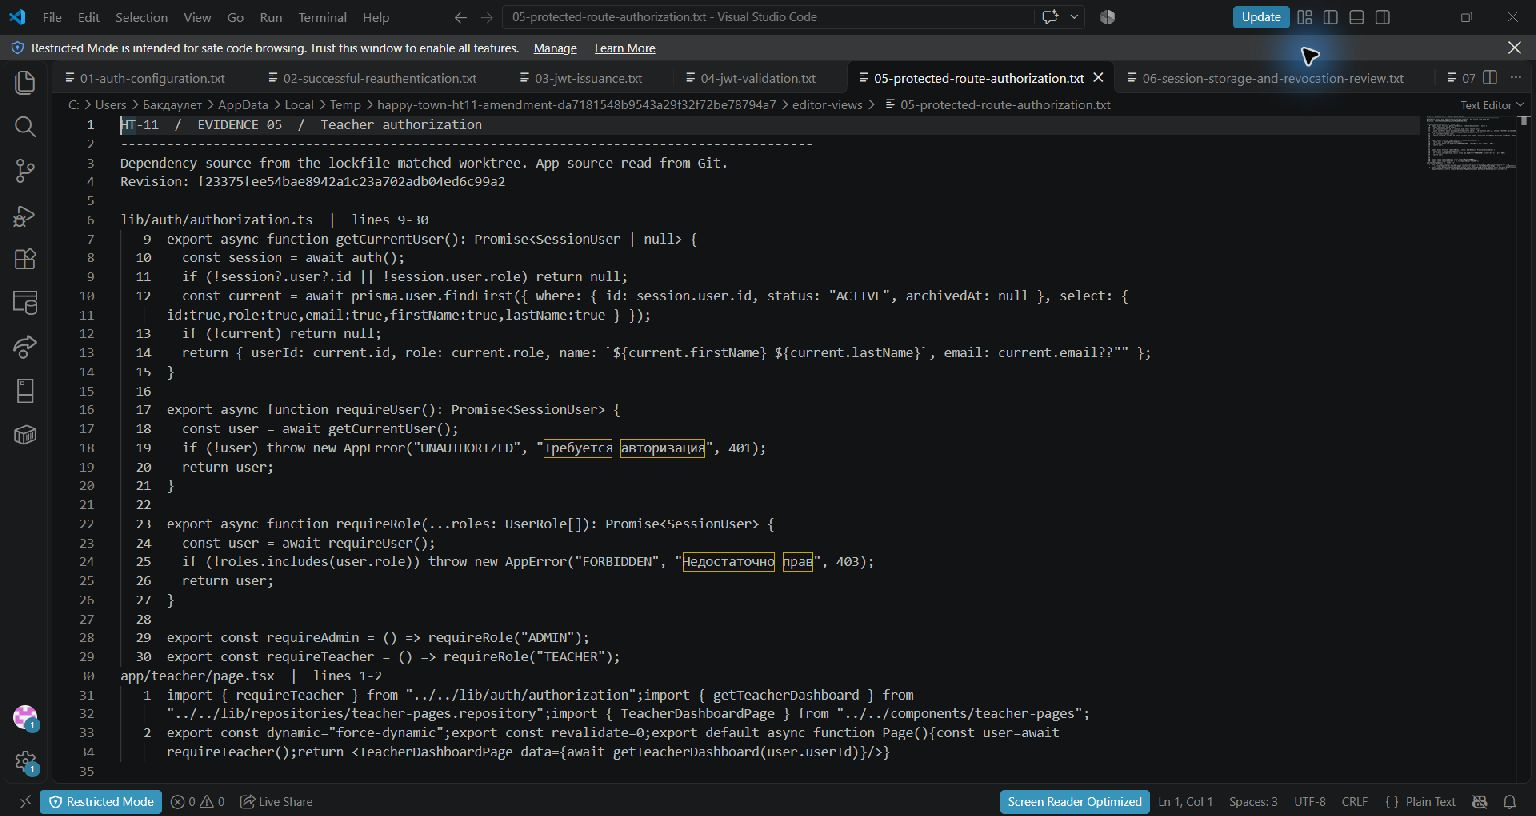 File Edit Selection View Go Run Terminal Help 05-protected-route-authorization.txt - Visual Studio Code Update
Restricted Mode is intended for safe code browsing. Trust this window to enable all features. Manage Learn More
01-auth-configuration.txt 02-successful-reauthentication.txt 03-jwt-issuance.txt 04-jwt-validation.txt 05-protected-route-authorization.txt 06-session-storage-and-revocation-review.txt 07
C: > Users > Бакдаулет > AppData > Local > Temp > happy-town-ht11-amendment-da7181548b9543a29f32f72be78794a7 > editor-views > 05-protected-route-authorization.txt Text Editor
1 HT-11 / EVIDENCE 05 / Teacher authorization
2 ----------------------------------------------------------------------------------------
3 Dependency source from the lockfile matched worktree. App source read from Git.
4 Revision: f23375fee54bae8942a1c23a702adb04ed6c99a2
5
6 lib/auth/authorization.ts | lines 9-30
7 9 export async function getCurrentUser(): Promise<SessionUser | null> {
8 10 const session = await auth();
9 11 if (!session?.user?.id || !session.user.role) return null;
10 12 const current = await prisma.user.findFirst({ where: { id: session.user.id, status: "ACTIVE", archivedAt: null }, select: {
11 id:true,role:true,email:true,firstName:true,lastName:true } });
12 13 if (!current) return null;
13 14 return { userId: current.id, role: current.role, name: `${current.firstName} ${current.lastName}`, email: current.email??"" };
14 15 }
15 16
16 17 export async function requireUser(): Promise<SessionUser> {
17 18 const user = await getCurrentUser();
18 19 if (!user) throw new AppError("UNAUTHORIZED", "Требуется авторизация", 401);
19 20 return user;
20 21 }
21 22
22 23 export async function requireRole(...roles: UserRole[]): Promise<SessionUser> {
23 24 const user = await requireUser();
24 25 if (!roles.includes(user.role)) throw new AppError("FORBIDDEN", "Недостаточно прав", 403);
25 26 return user;
26 27 }
27 28
28 29 export const requireAdmin = () => requireRole("ADMIN");
29 30 export const requireTeacher = () => requireRole("TEACHER");
30 app/teacher/page.tsx | lines 1-2
31 1 import { requireTeacher } from "../../lib/auth/authorization";import { getTeacherDashboard } from
32 "../../lib/repositories/teacher-pages.repository";import { TeacherDashboardPage } from "../../components/teacher-pages";
33 2 export const dynamic="force-dynamic";export const revalidate=0;export default async function Page(){const user=await
34 requireTeacher();return <TeacherDashboardPage data={await getTeacherDashboard(user.userId)}/>}
35
Restricted Mode 0 0 Live Share Screen Reader Optimized Ln 1, Col 1 Spaces: 3 UTF-8 CRLF { } Plain Text